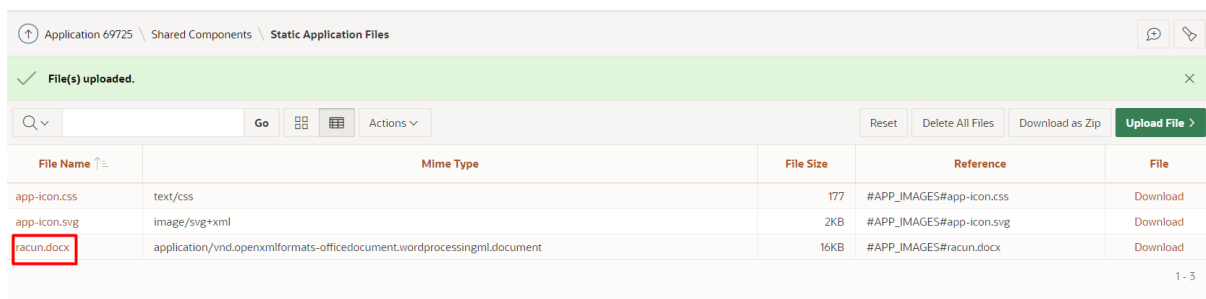 Application 69725 \ Shared Components \ Static Application Files
File(s) uploaded.
Go Actions Reset Delete All Files Download as Zip Upload File >
File Name Mime Type File Size Reference File
app-icon.css text/css 177 #APP_IMAGES#app-icon.css Download
app-icon.svg image/svg+xml 2KB #APP_IMAGES#app-icon.svg Download
racun.docx application/vnd.openxmlformats-officedocument.wordprocessingml.document 16KB #APP_IMAGES#racun.docx Download
1 - 3